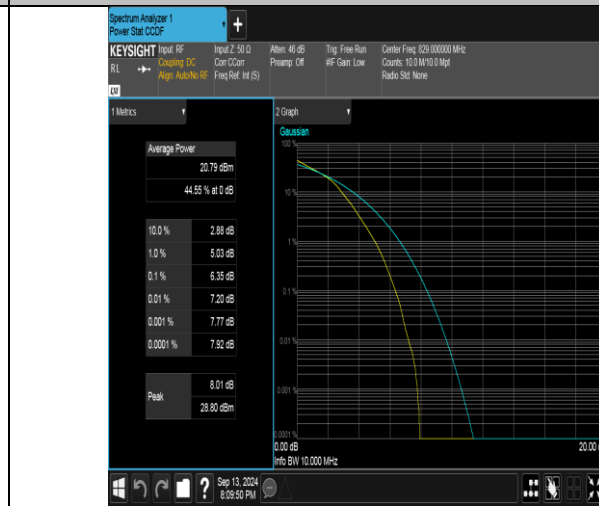 Spectrum Analyzer 1
Power Stat CCDF
+
KEYSIGHT
RL
Input: RF
Coupling: DC
Align: Auto/No RF
Input Z: 50 Ω
Corr CCorr
Freq Ref: Int (S)
Atten: 46 dB
Preamp: Off
Trig: Free Run
#IF Gain: Low
Center Freq: 829.000000 MHz
Counts: 10.0 M/10.0 Mpt
Radio Std: None
1 Metrics
Average Power
20.79 dBm
44.55 % at 0 dB
10.0 % 2.88 dB
1.0 % 5.03 dB
0.1 % 6.35 dB
0.01 % 7.20 dB
0.001 % 7.77 dB
0.0001 % 7.92 dB
Peak
8.01 dB
28.80 dBm
2 Graph
Gaussian
100 %
10 %
1 %
0.1 %
0.01 %
0.001 %
0.0001 %
0.00 dB
20.00
Info BW 10.000 MHz
?
Sep 13, 2024
8:09:50 PM